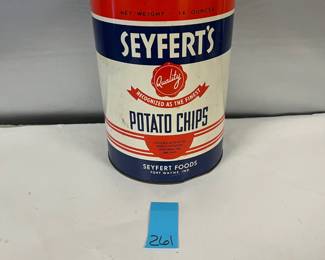 NET WEIGHT - 16 OUNCES
SEYFERT'S
Quality
RECOGNIZED AS THE FINEST
POTATO CHIPS
SEYFERT FOODS
FORT WAYNE, IND.
261